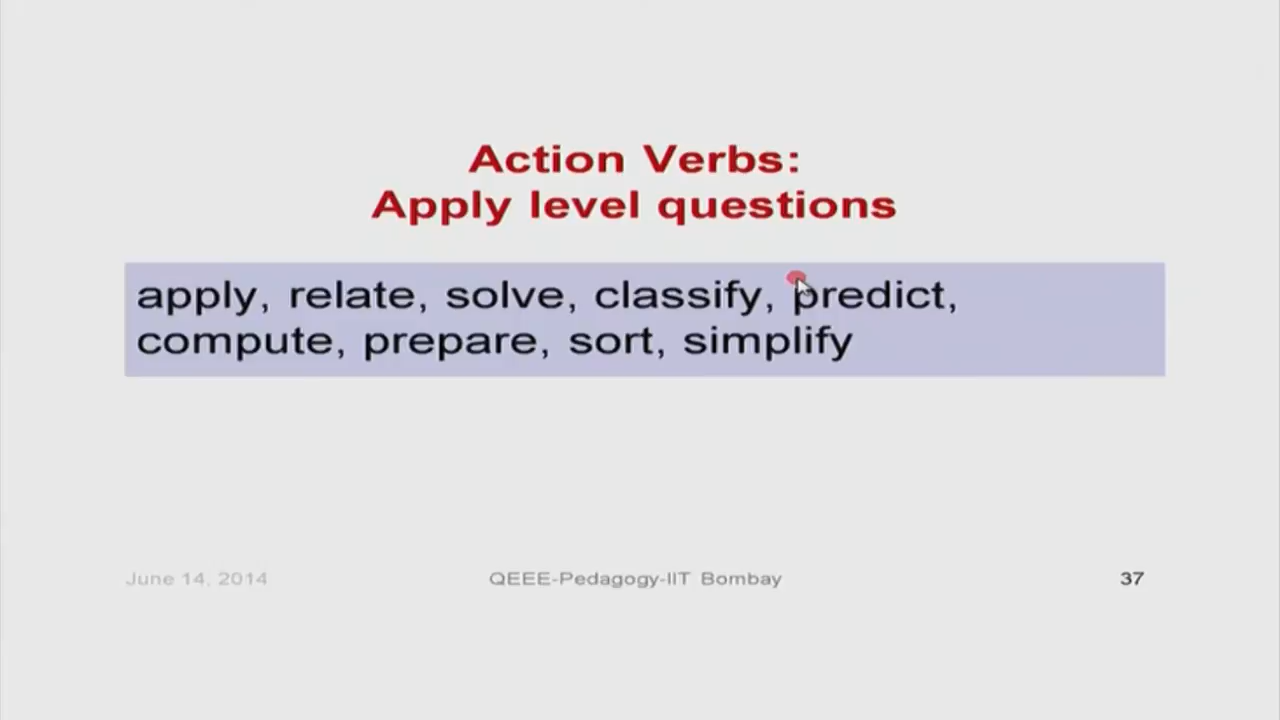 Action Verbs:
Apply level questions
apply, relate, solve, classify, predict,
compute, prepare, sort, simplify
June 14, 2014
QEEE-Pedagogy-IIT Bombay
37